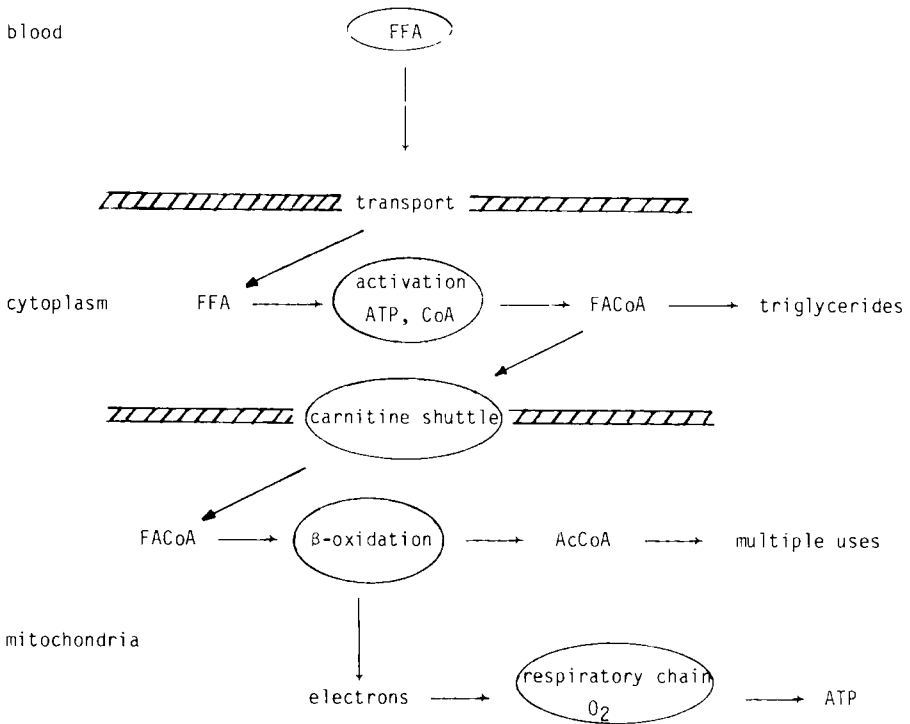 blood
FFA
transport
cytoplasm
FFA
activation
ATP, CoA
FACoA
triglycerides
carnitine shuttle
FACoA
β-oxidation
AcCoA
multiple uses
mitochondria
electrons
respiratory chain
O2
ATP